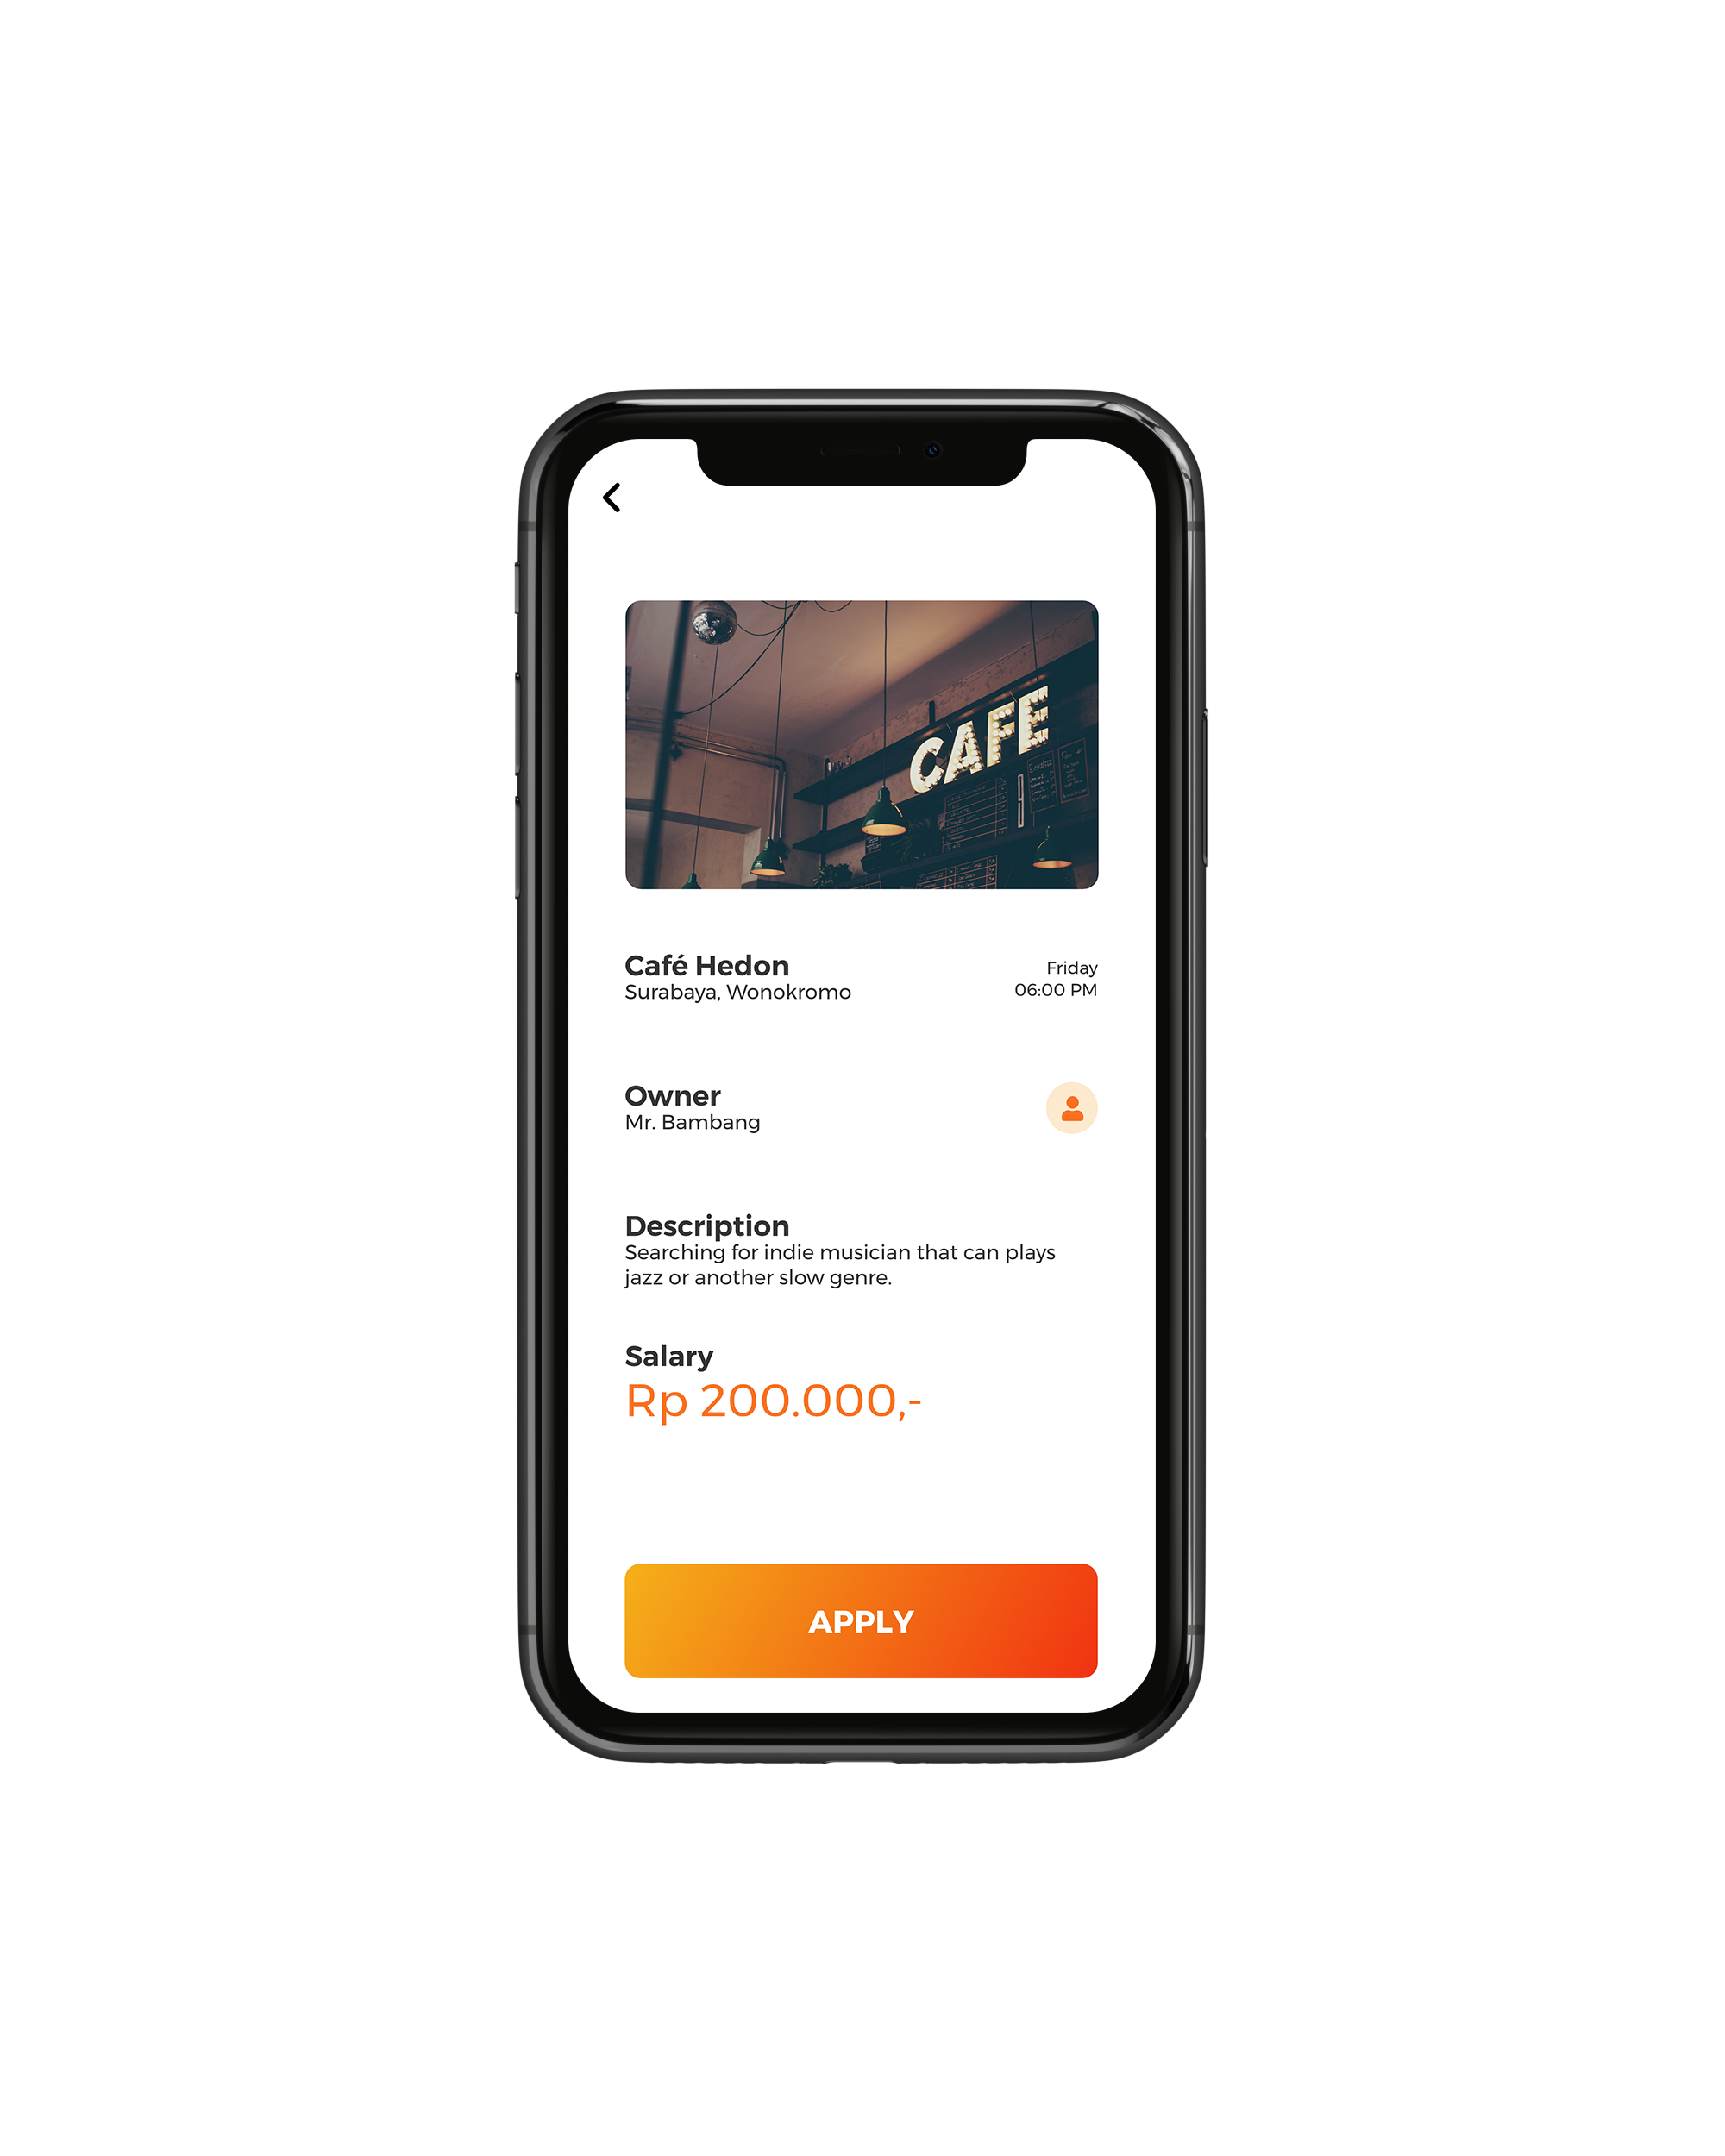 CAFE
Café Hedon
Surabaya, Wonokromo
Friday
06:00 PM
Owner
Mr. Bambang
Description
Searching for indie musician that can plays
jazz or another slow genre.
Salary
Rp 200.000,-
APPLY